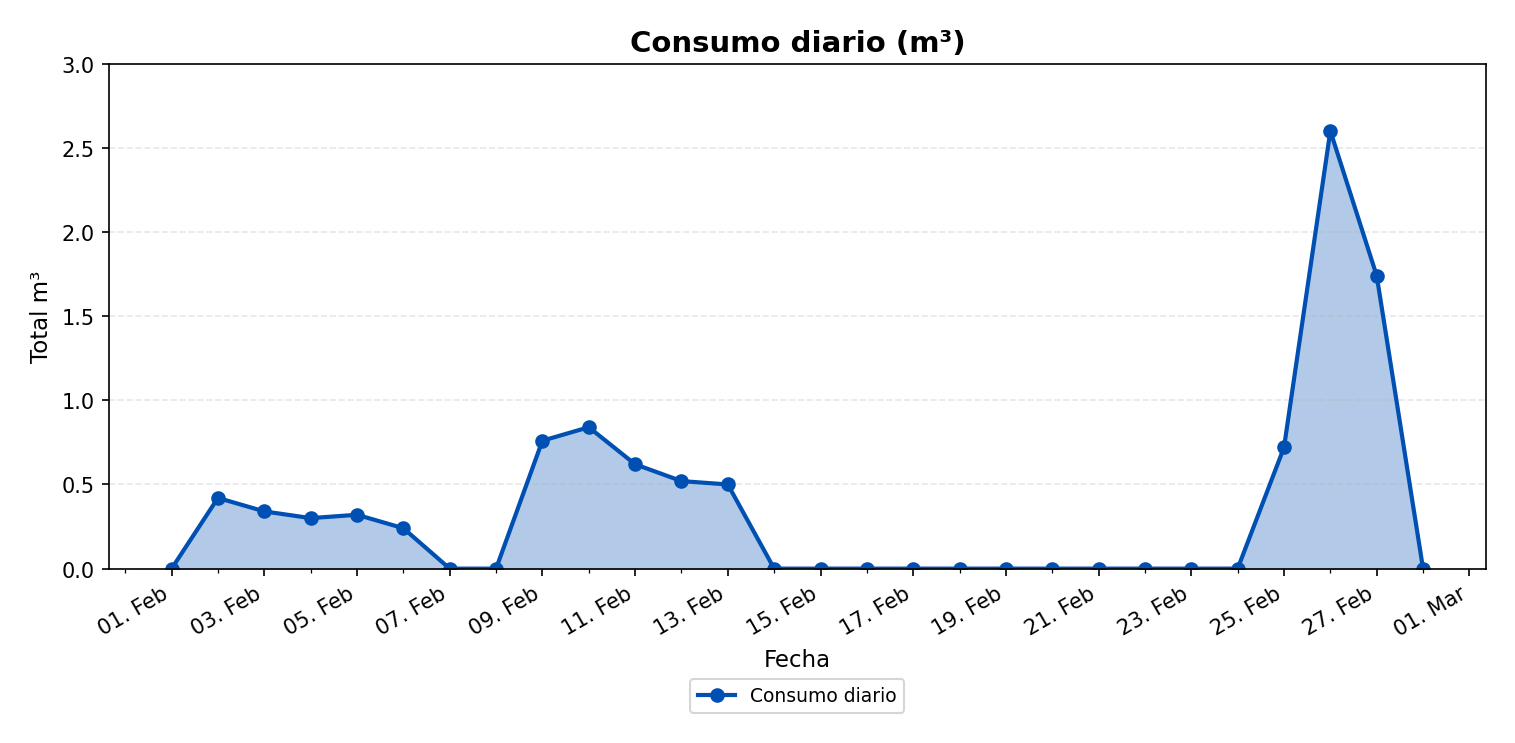 Consumo diario (m³)
Total m³
3.0
2.5
2.0
1.5
1.0
0.5
0.0
01. Feb
03. Feb
05. Feb
07. Feb
09. Feb
11. Feb
13. Feb
15. Feb
17. Feb
19. Feb
21. Feb
23. Feb
25. Feb
27. Feb
01. Mar
Fecha
Consumo diario